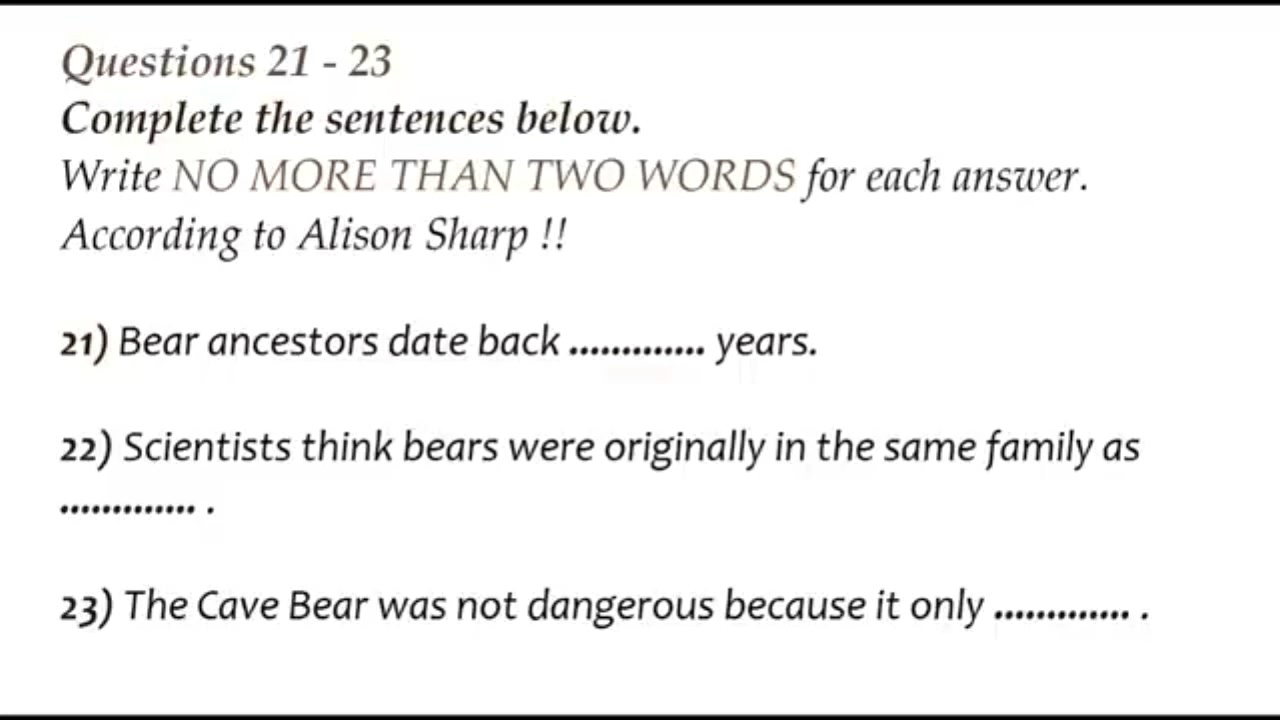 Questions 21 - 23
Complete the sentences below.
Write NO MORE THAN TWO WORDS for each answer.
According to Alison Sharp !!
21) Bear ancestors date back ............. years.
22) Scientists think bears were originally in the same family as
............. .
23) The Cave Bear was not dangerous because it only ............. .